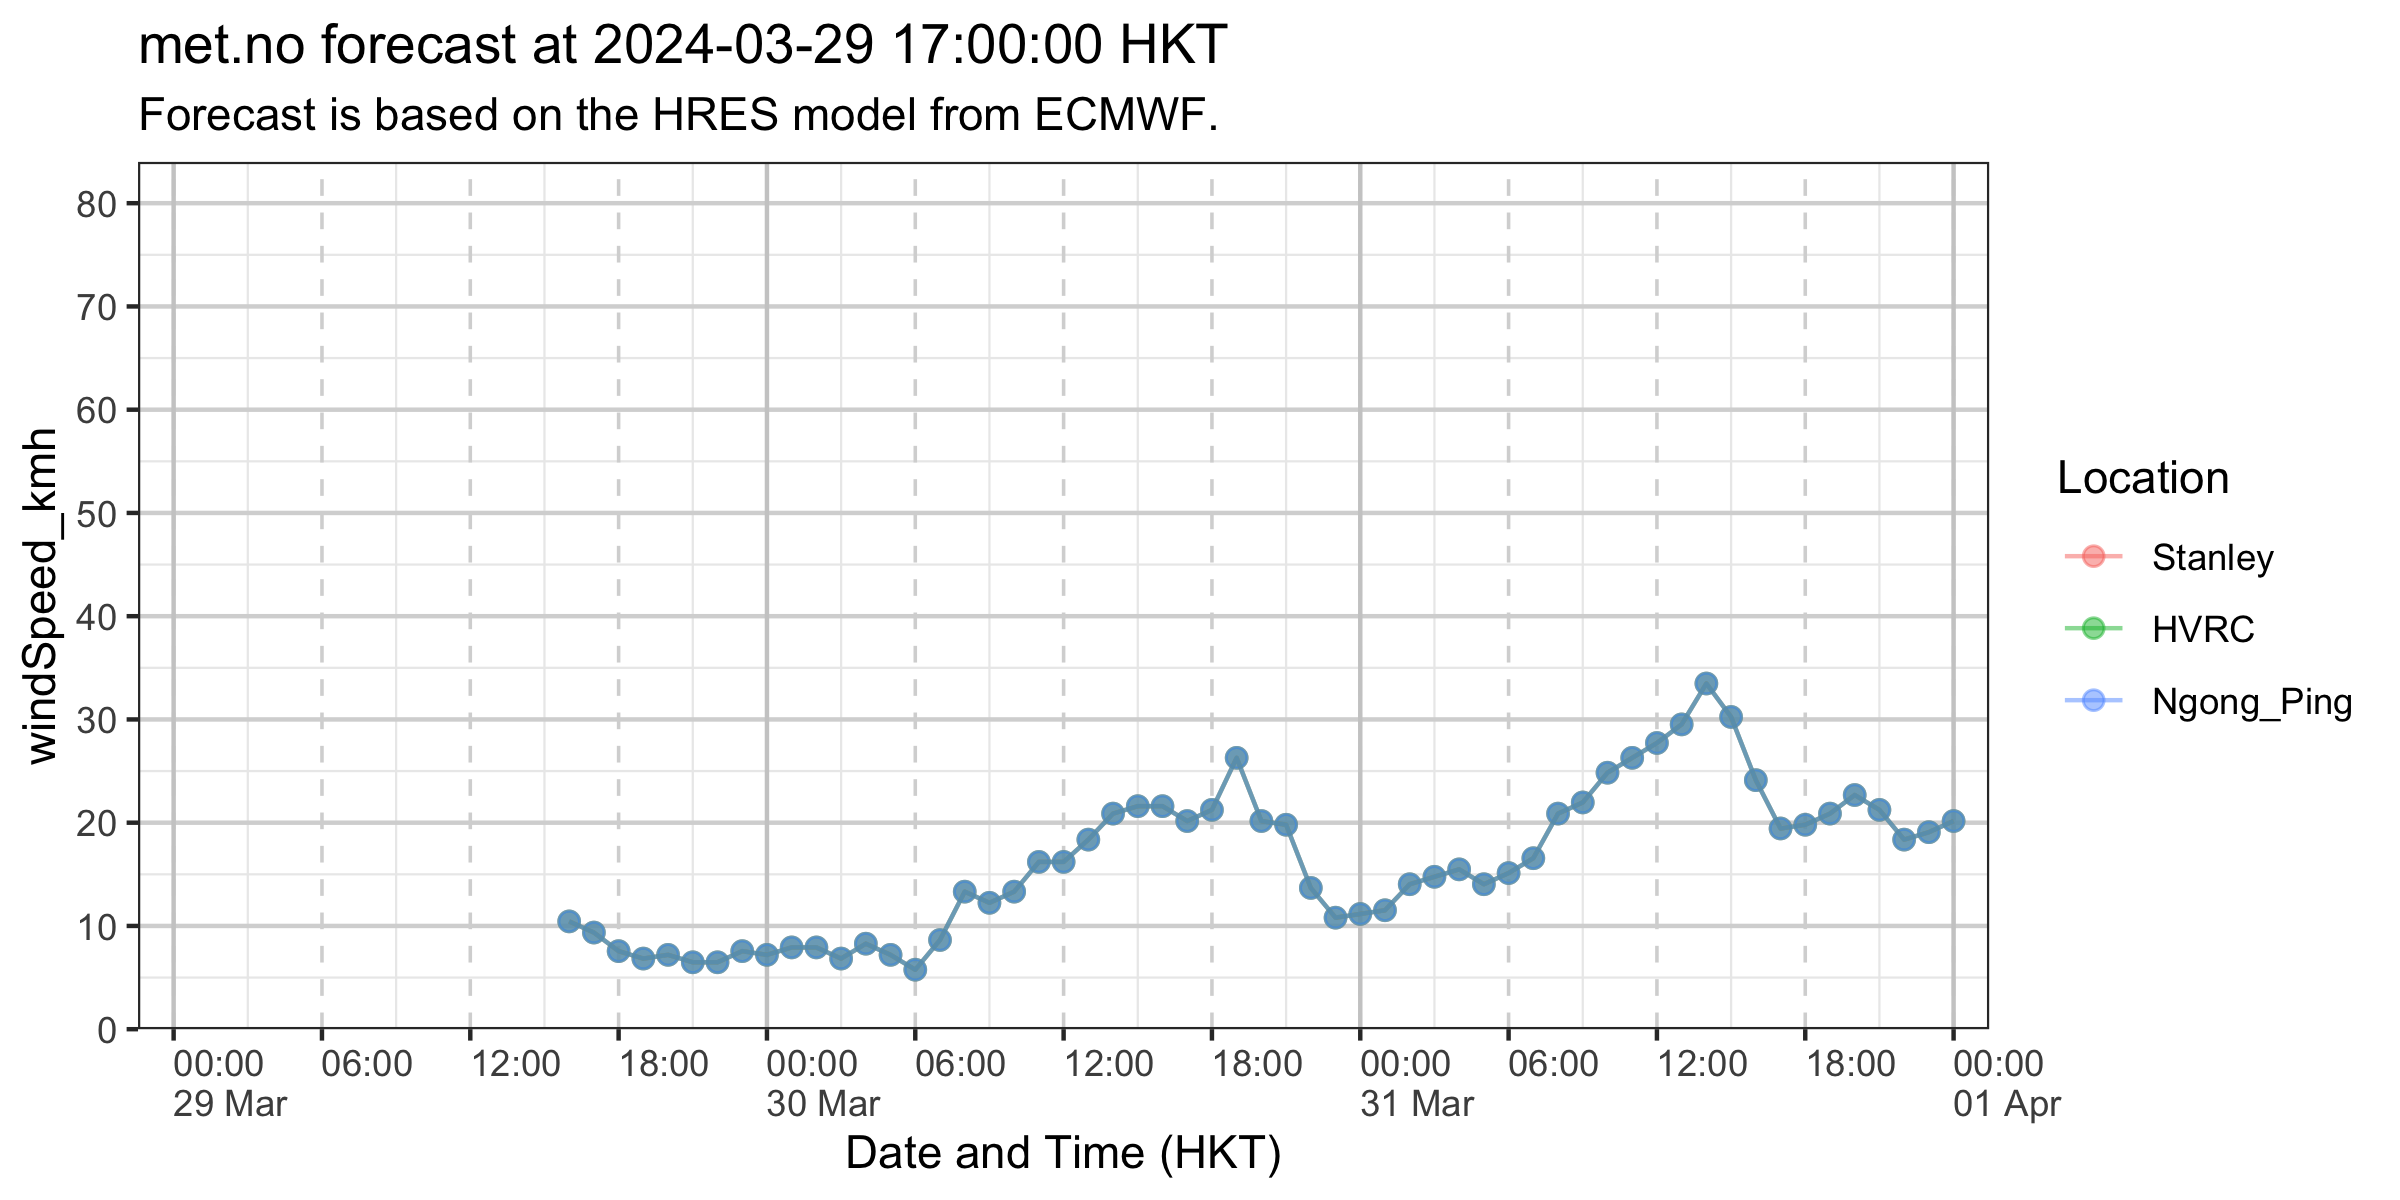 met.no forecast at 2024-03-29 17:00:00 HKT
Forecast is based on the HRES model from ECMWF.
windSpeed_kmh
80
70
60
50
40
30
20
10
0
00:00 06:00 12:00 18:00 00:00 06:00 12:00 18:00 00:00 06:00 12:00 18:00 00:00
29 Mar 30 Mar 31 Mar 01 Apr
Date and Time (HKT)
Location
Stanley
HVRC
Ngong_Ping